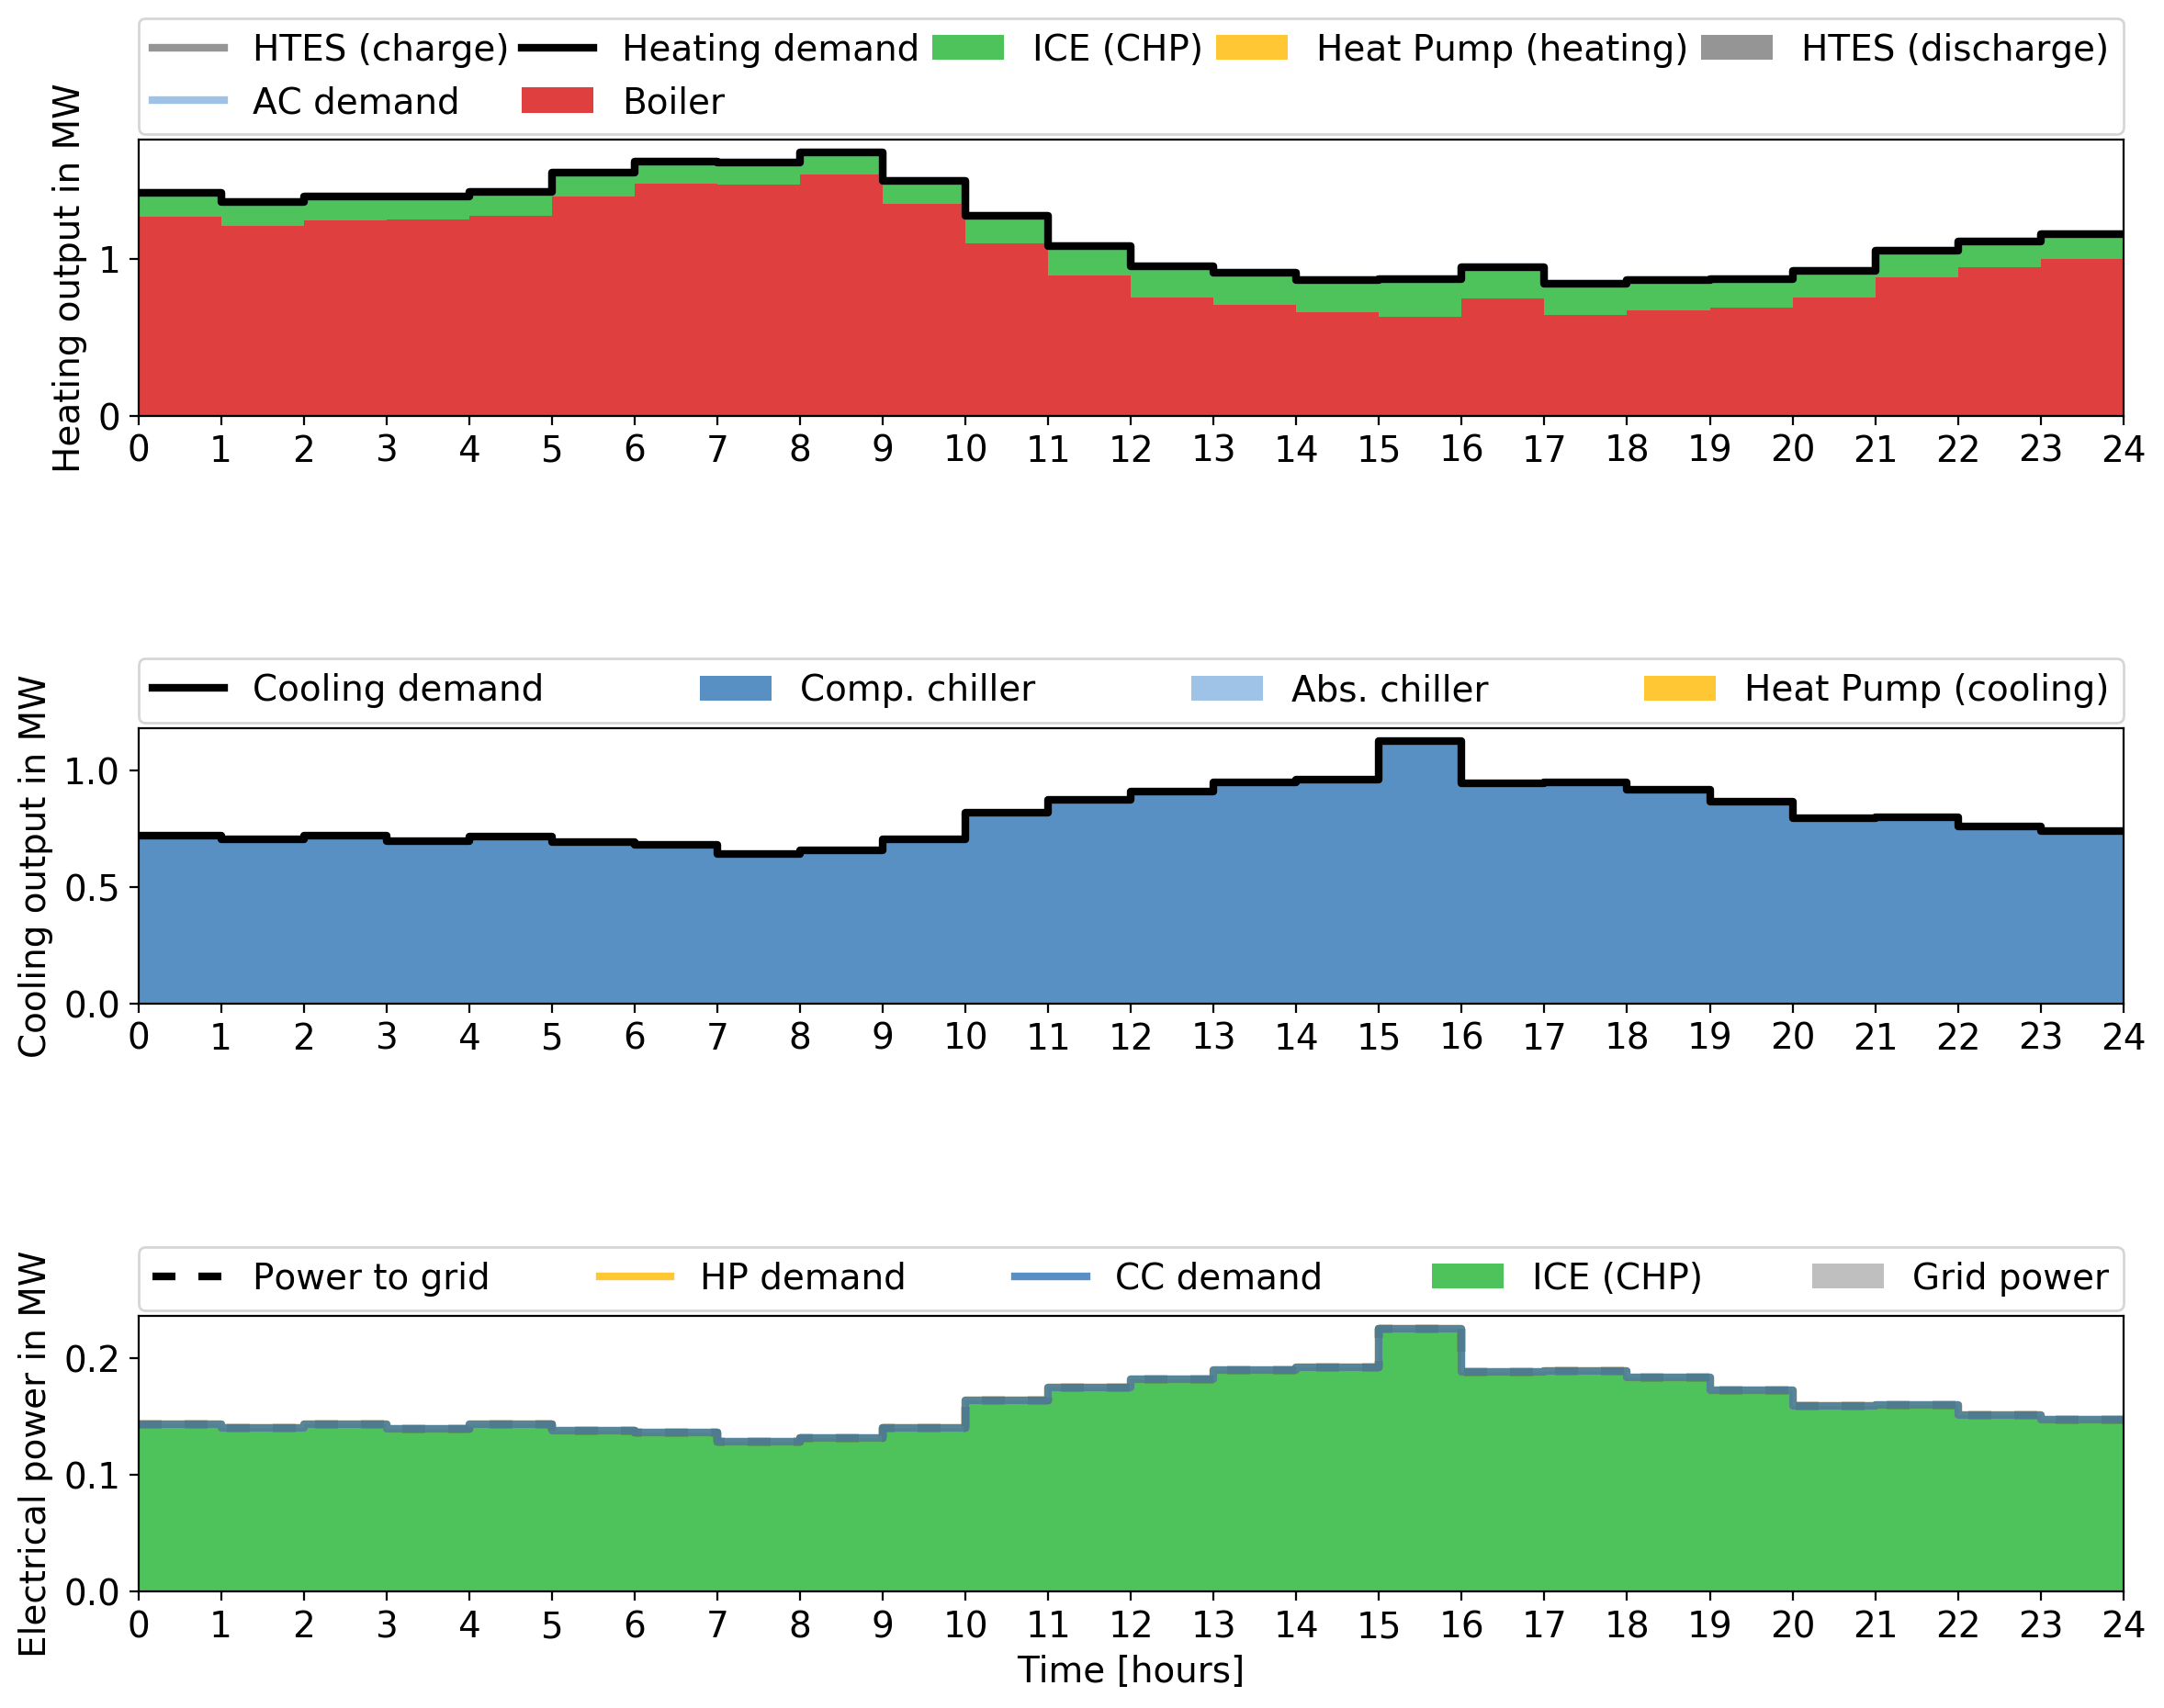 HTES (charge) Heating demand ICE (CHP) Heat Pump (heating) HTES (discharge)
AC demand Boiler
Heating output in MW
1
0
0 1 2 3 4 5 6 7 8 9 10 11 12 13 14 15 16 17 18 19 20 21 22 23 24
Cooling demand Comp. chiller Abs. chiller Heat Pump (cooling)
Cooling output in MW
1.0
0.5
0.0
0 1 2 3 4 5 6 7 8 9 10 11 12 13 14 15 16 17 18 19 20 21 22 23 24
Power to grid HP demand CC demand ICE (CHP) Grid power
Electrical power in MW
0.2
0.1
0.0
0 1 2 3 4 5 6 7 8 9 10 11 12 13 14 15 16 17 18 19 20 21 22 23 24
Time [hours]